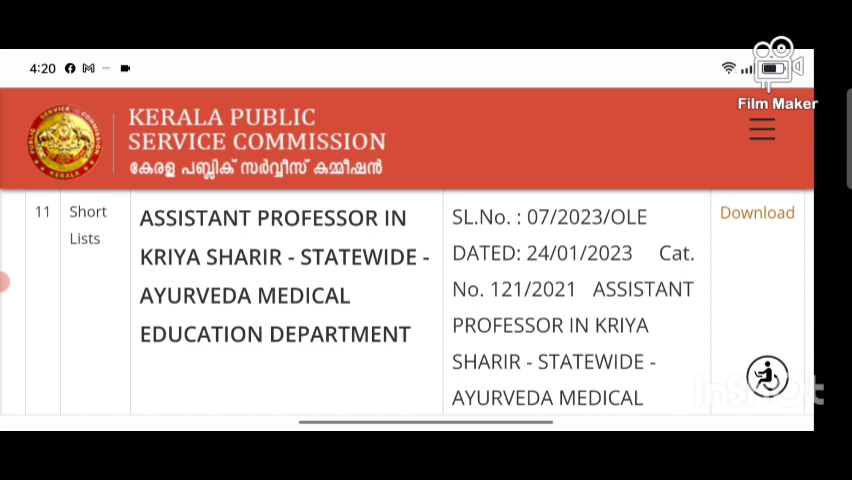 4:20
Film Maker
KERALA PUBLIC
SERVICE COMMISSION
കേരള പബ്ലിക് സർവ്വീസ് കമ്മീഷൻ
11
Short
Lists
ASSISTANT PROFESSOR IN
KRIYA SHARIR - STATEWIDE -
AYURVEDA MEDICAL
EDUCATION DEPARTMENT
SL.No. : 07/2023/OLE
DATED: 24/01/2023 Cat.
No. 121/2021 ASSISTANT
PROFESSOR IN KRIYA
SHARIR - STATEWIDE -
AYURVEDA MEDICAL
Download
InShot